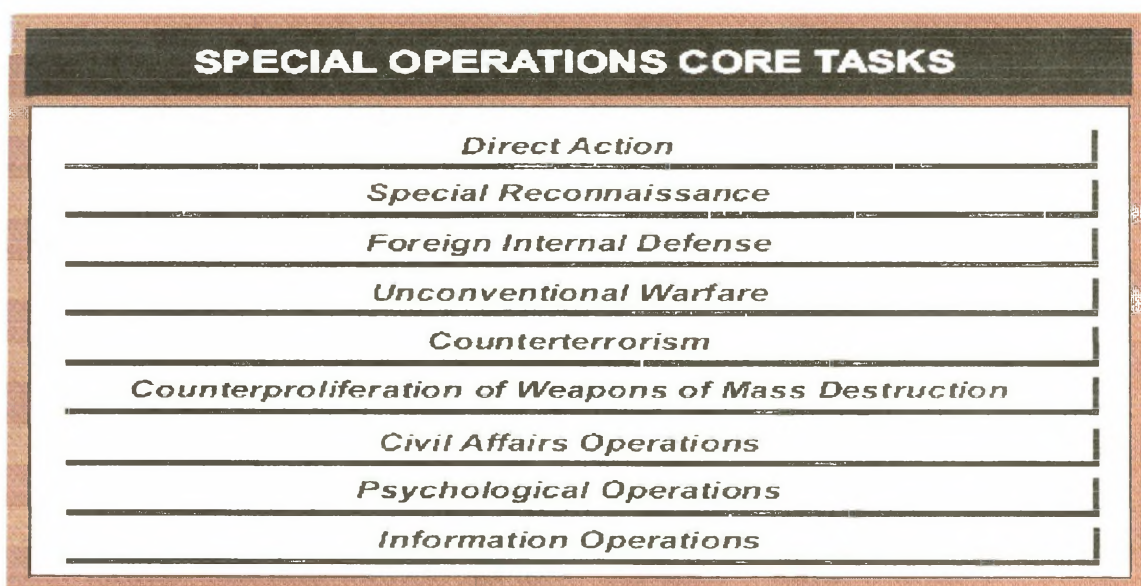 SPECIAL OPERATIONS CORE TASKS
Direct Action
Special Reconnaissance
Foreign Internal Defense
Unconventional Warfare
Counterterrorism
Counterproliferation of Weapons of Mass Destruction
Civil Affairs Operations
Psychological Operations
Information Operations